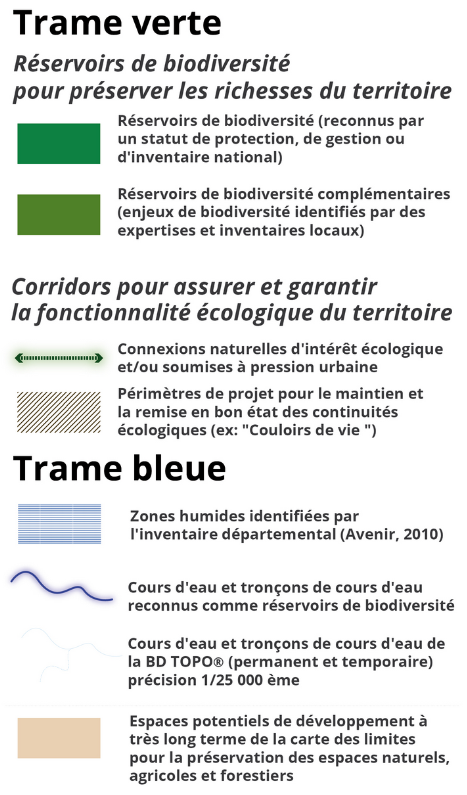 Trame verte
Réservoirs de biodiversité
pour préserver les richesses du territoire
Réservoirs de biodiversité (reconnus par
un statut de protection, de gestion ou
d'inventaire national)
Réservoirs de biodiversité complémentaires
(enjeux de biodiversité identifiés par des
expertises et inventaires locaux)
Corridors pour assurer et garantir
la fonctionnalité écologique du territoire
Connexions naturelles d'intérêt écologique
et/ou soumises à pression urbaine
Périmètres de projet pour le maintien et
la remise en bon état des continuités
écologiques (ex: "Couloirs de vie ")
Trame bleue
Zones humides identifiées par
l'inventaire départemental (Avenir, 2010)
Cours d'eau et tronçons de cours d'eau
reconnus comme réservoirs de biodiversité
Cours d'eau et tronçons de cours d'eau de
la BD TOPO® (permanent et temporaire)
précision 1/25 000 ème
Espaces potentiels de développement à
très long terme de la carte des limites
pour la préservation des espaces naturels,
agricoles et forestiers